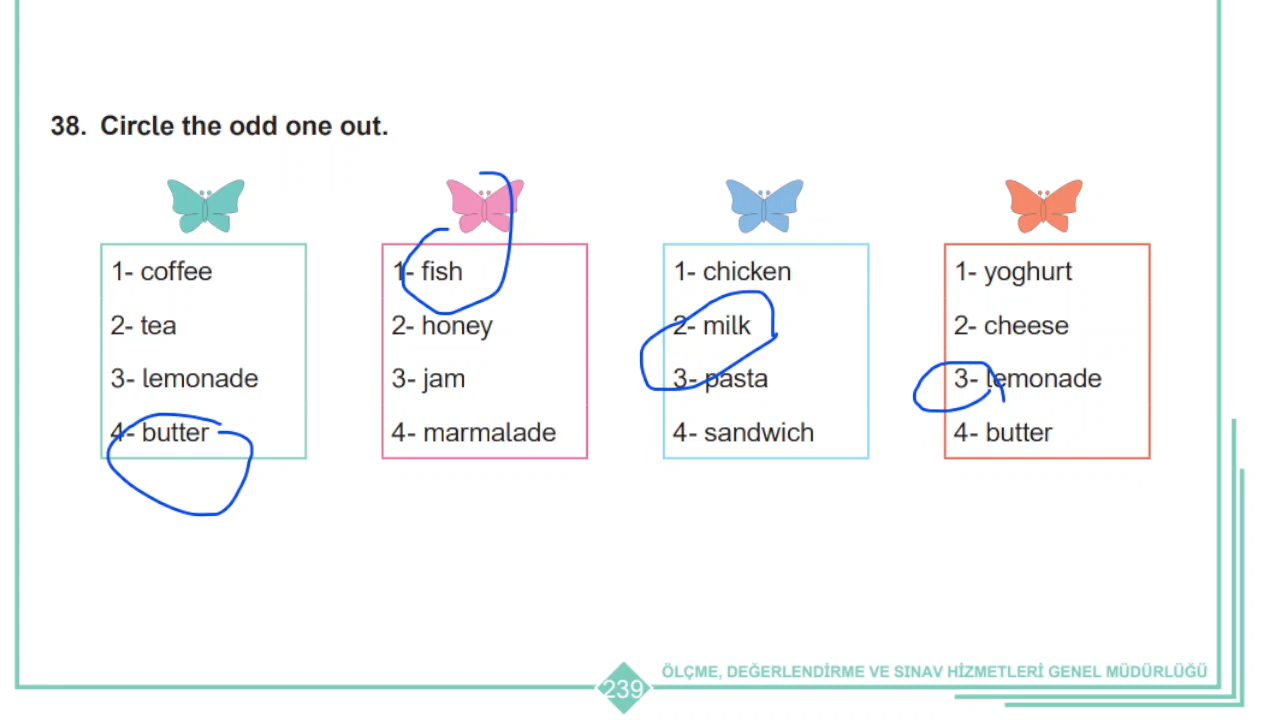 38. Circle the odd one out.
1- coffee
2- tea
3- lemonade
4- butter
1- fish
2- honey
3- jam
4- marmalade
1- chicken
2- milk
3- pasta
4- sandwich
1- yoghurt
2- cheese
3- lemonade
4- butter
ÖLÇME, DEĞERLENDİRME VE SINAV HİZMETLERİ GENEL MÜDÜRLÜĞÜ
239